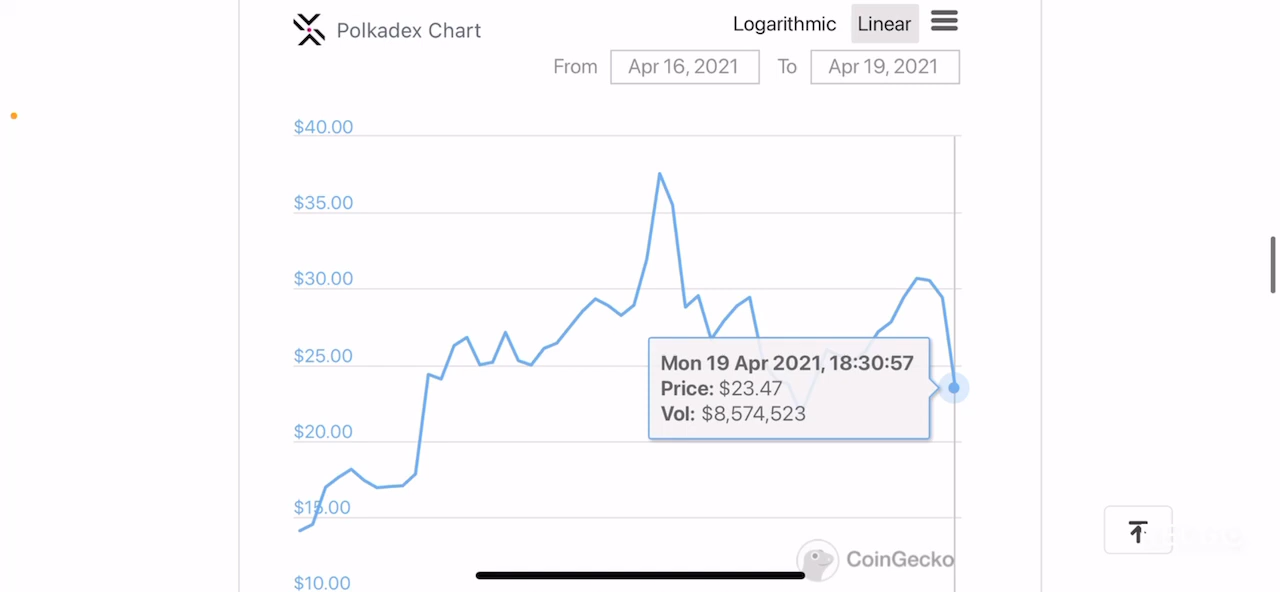 Polkadex Chart
Logarithmic Linear
From Apr 16, 2021 To Apr 19, 2021
$40.00
$35.00
$30.00
$25.00
Mon 19 Apr 2021, 18:30:57
Price: $23.47
Vol: $8,574,523
$20.00
$15.00
CoinGecko
$10.00